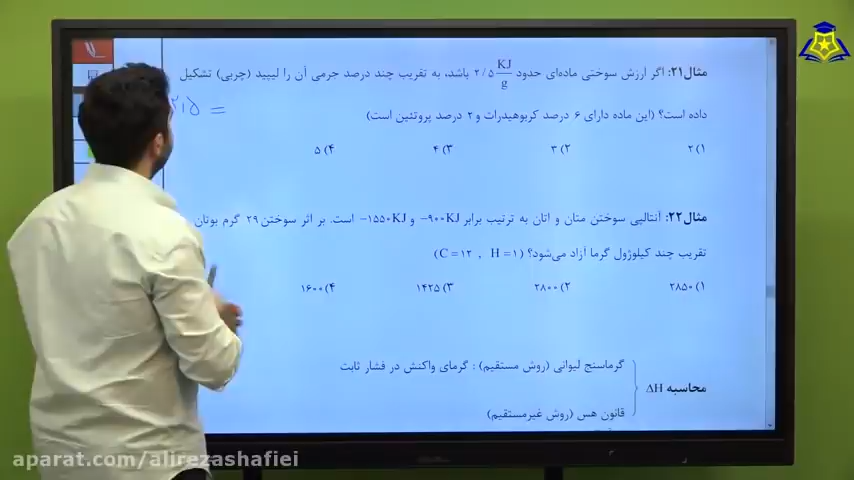 مثال۲۱: اگر ارزش سوختی ماده‌ای حدود ۲/۵ KJ/g باشد، به تقریب چند درصد جرمی آن را لیپید (چربی) تشکیل
داده است؟ (این ماده دارای ۶ درصد کربوهیدرات و ۲ درصد پروتئین است)
۱) ۲ ۲) ۳ ۳) ۴ ۴) ۵
۲,۵ =
مثال۲۲: آنتالپی سوختن متان و اتان به ترتیب برابر ‎−۹۰۰KJ و ‎−۱۵۵۰KJ است. بر اثر سوختن ۲۹ گرم بوتان
تقریب چند کیلوژول گرما آزاد می‌شود؟ (C=۱۲ , H=۱)
۱) ۲۸۵۰ ۲) ۲۸۰۰ ۳) ۱۴۲۵ ۴) ۱۶۰۰
گرماسنج لیوانی (روش مستقیم) : گرمای واکنش در فشار ثابت
محاسبه ΔH
قانون هس (روش غیرمستقیم)
aparat.com/alirezashafiei